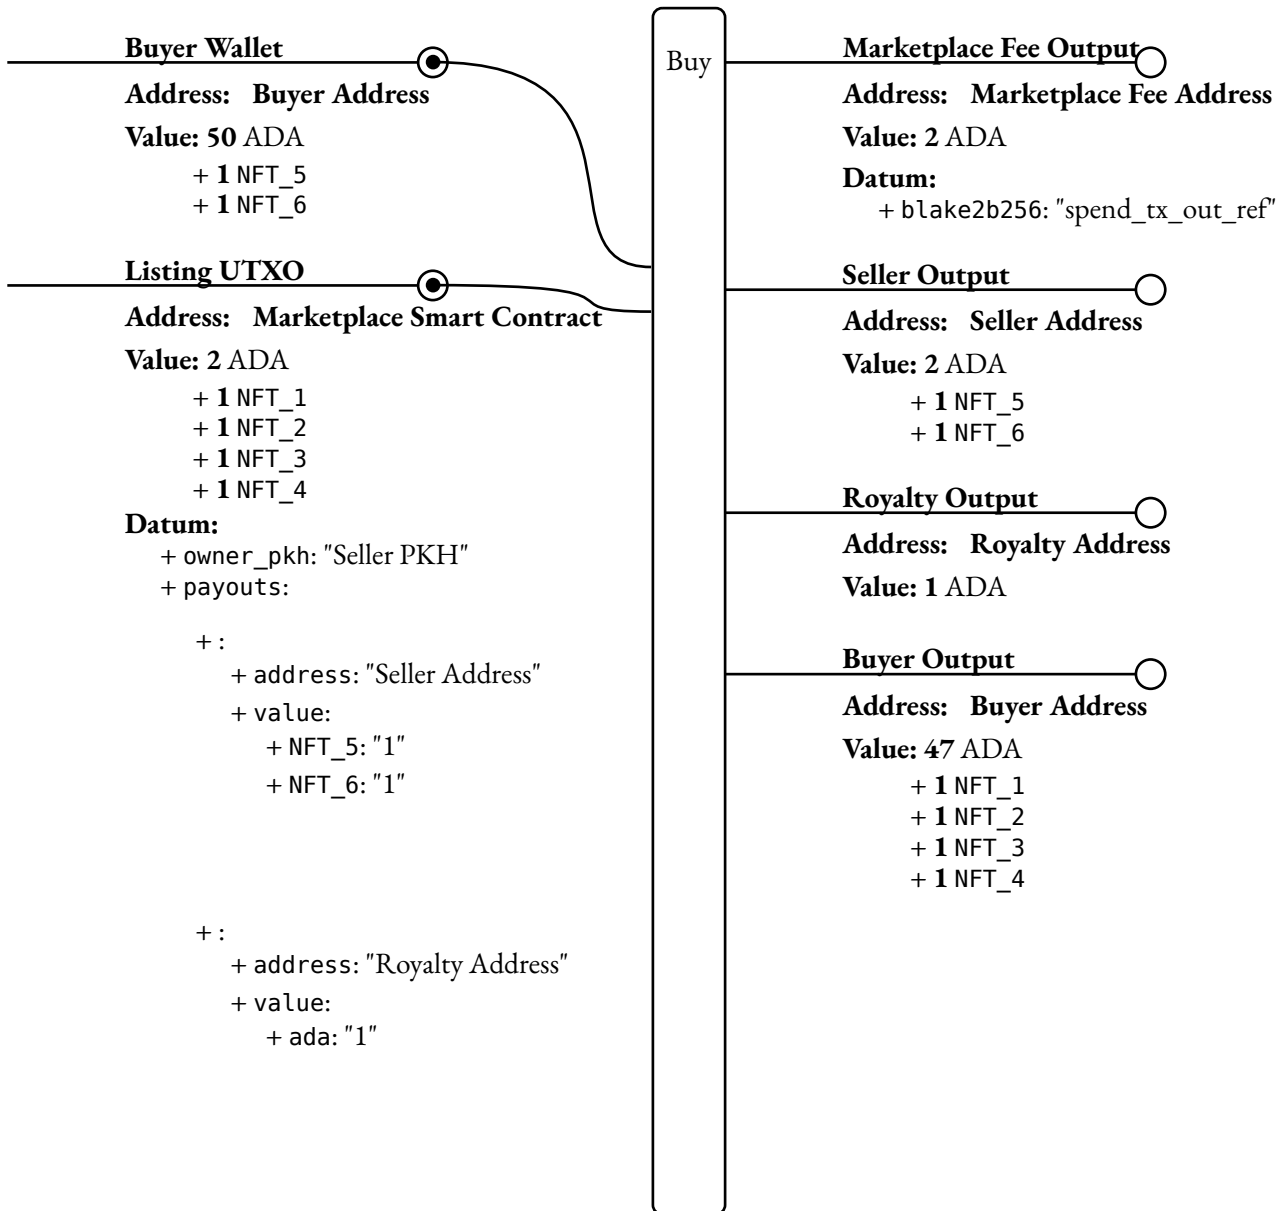 Buyer Wallet
Address: Buyer Address
Value: 50 ADA
+ 1 NFT_5
+ 1 NFT_6
Listing UTXO
Address: Marketplace Smart Contract
Value: 2 ADA
+ 1 NFT_1
+ 1 NFT_2
+ 1 NFT_3
+ 1 NFT_4
Datum:
+ owner_pkh: "Seller PKH"
+ payouts:
+ :
+ address: "Seller Address"
+ value:
+ NFT_5: "1"
+ NFT_6: "1"
+ :
+ address: "Royalty Address"
+ value:
+ ada: "1"
Buy
Marketplace Fee Output
Address: Marketplace Fee Address
Value: 2 ADA
Datum:
+ blake2b256: "spend_tx_out_ref"
Seller Output
Address: Seller Address
Value: 2 ADA
+ 1 NFT_5
+ 1 NFT_6
Royalty Output
Address: Royalty Address
Value: 1 ADA
Buyer Output
Address: Buyer Address
Value: 47 ADA
+ 1 NFT_1
+ 1 NFT_2
+ 1 NFT_3
+ 1 NFT_4